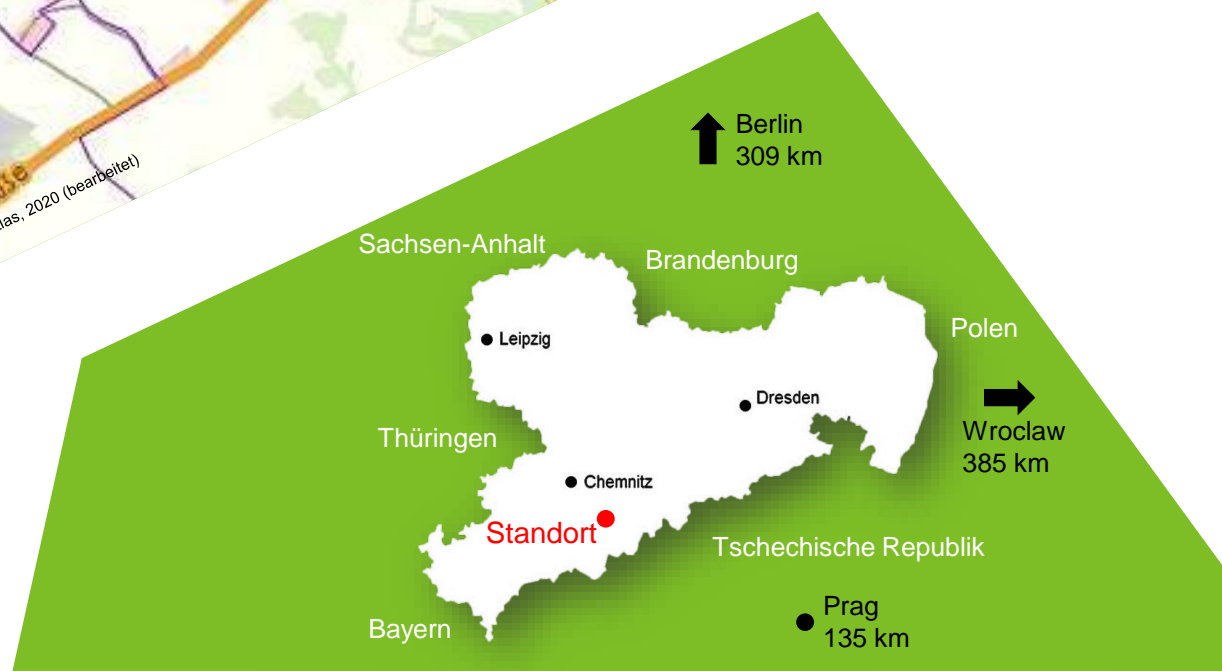 2020 (bearbeitet)
Berlin
309 km
Sachsen-Anhalt
Brandenburg
Polen
Leipzig
Dresden
Wroclaw
385 km
Thüringen
Chemnitz
Standort
Tschechische Republik
Prag
135 km
Bayern